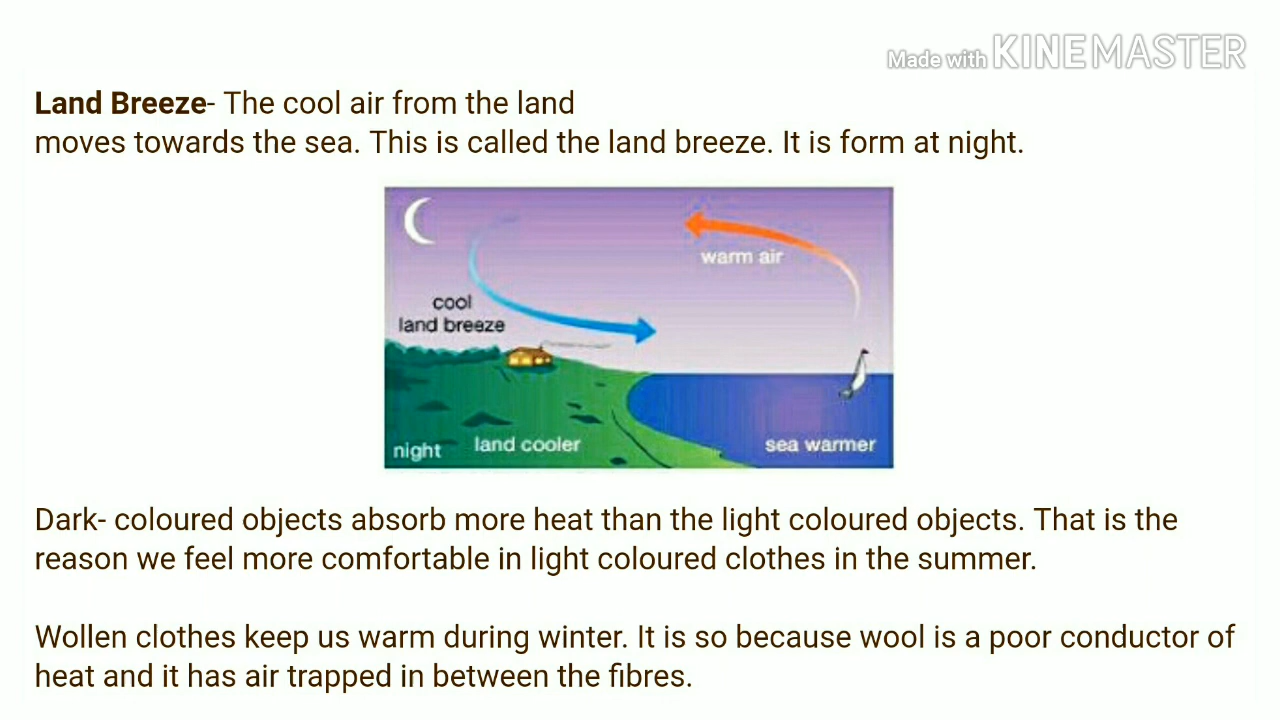 Made with KINEMASTER
Land Breeze- The cool air from the land
moves towards the sea. This is called the land breeze. It is form at night.
warm air
cool
land breeze
night
land cooler
sea warmer
Dark- coloured objects absorb more heat than the light coloured objects. That is the
reason we feel more comfortable in light coloured clothes in the summer.
Wollen clothes keep us warm during winter. It is so because wool is a poor conductor of
heat and it has air trapped in between the fibres.